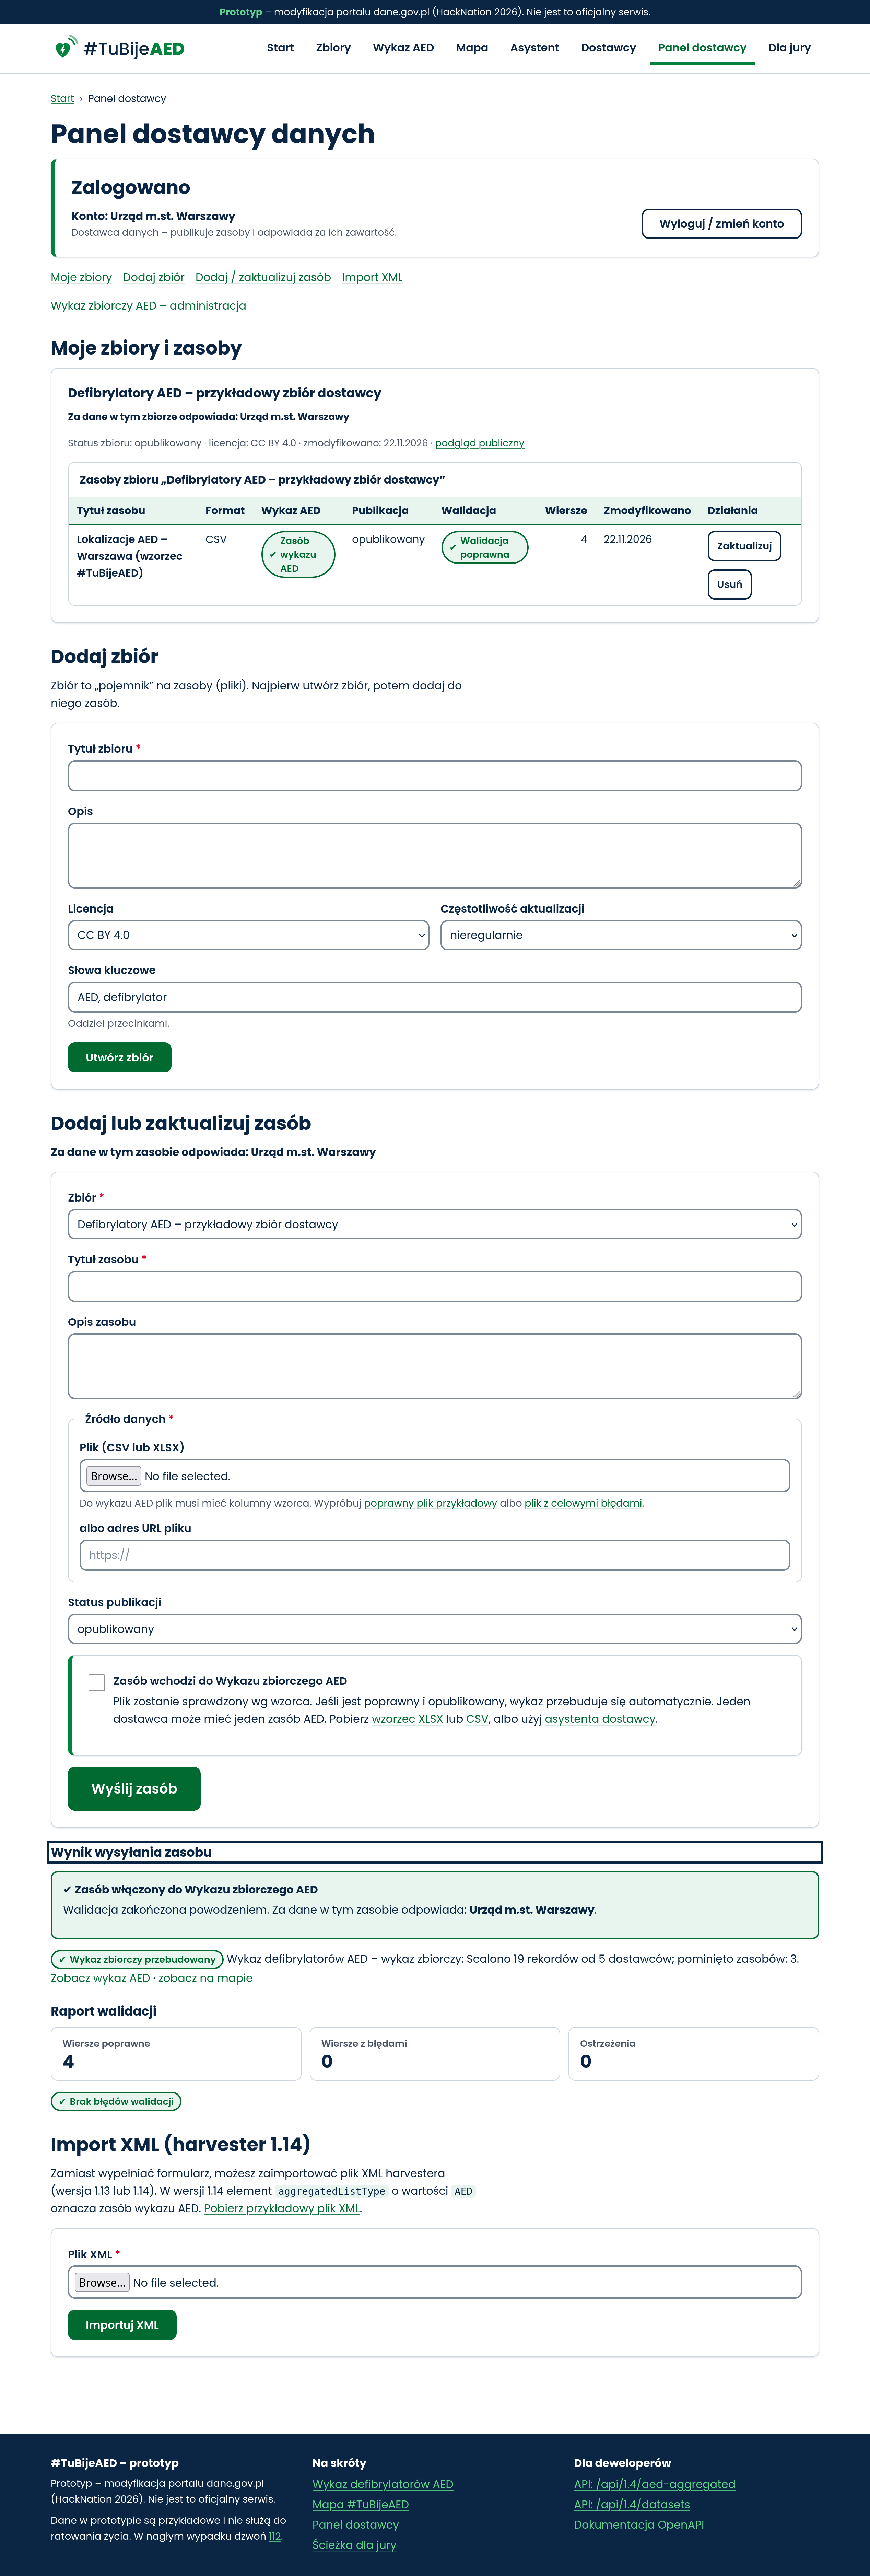 Prototyp – modyfikacja portalu dane.gov.pl (HackNation 2026). Nie jest to oficjalny serwis.
#TuBijeAED
Start
Zbiory
Wykaz AED
Mapa
Asystent
Dostawcy
Panel dostawcy
Dla jury
Start › Panel dostawcy
Panel dostawcy danych
Zalogowano
Konto: Urząd m.st. Warszawy
Dostawca danych – publikuje zasoby i odpowiada za ich zawartość.
Wyloguj / zmień konto
Moje zbiory Dodaj zbiór Dodaj / zaktualizuj zasób Import XML
Wykaz zbiorczy AED – administracja
Moje zbiory i zasoby
Defibrylatory AED – przykładowy zbiór dostawcy
Za dane w tym zbiorze odpowiada: Urząd m.st. Warszawy
Status zbioru: opublikowany · licencja: CC BY 4.0 · zmodyfikowano: 22.11.2026 · podgląd publiczny
Zasoby zbioru „Defibrylatory AED – przykładowy zbiór dostawcy”
Tytuł zasobu Format Wykaz AED Publikacja Walidacja Wiersze Zmodyfikowano Działania
Lokalizacje AED –
Warszawa (wzorzec
#TuBijeAED)
CSV
✔ Zasób
wykazu
AED
opublikowany
✔ Walidacja
poprawna
4
22.11.2026
Zaktualizuj
Usuń
Dodaj zbiór
Zbiór to „pojemnik” na zasoby (pliki). Najpierw utwórz zbiór, potem dodaj do
niego zasób.
Tytuł zbioru *
Opis
Licencja
CC BY 4.0
Częstotliwość aktualizacji
nieregularnie
Słowa kluczowe
AED, defibrylator
Oddziel przecinkami.
Utwórz zbiór
Dodaj lub zaktualizuj zasób
Za dane w tym zasobie odpowiada: Urząd m.st. Warszawy
Zbiór *
Defibrylatory AED – przykładowy zbiór dostawcy
Tytuł zasobu *
Opis zasobu
Źródło danych *
Plik (CSV lub XLSX)
Browse... No file selected.
Do wykazu AED plik musi mieć kolumny wzorca. Wypróbuj poprawny plik przykładowy albo plik z celowymi błędami.
albo adres URL pliku
https://
Status publikacji
opublikowany
Zasób wchodzi do Wykazu zbiorczego AED
Plik zostanie sprawdzony wg wzorca. Jeśli jest poprawny i opublikowany, wykaz przebuduje się automatycznie. Jeden
dostawca może mieć jeden zasób AED. Pobierz wzorzec XLSX lub CSV, albo użyj asystenta dostawcy.
Wyślij zasób
Wynik wysyłania zasobu
✔ Zasób włączony do Wykazu zbiorczego AED
Walidacja zakończona powodzeniem. Za dane w tym zasobie odpowiada: Urząd m.st. Warszawy.
✔ Wykaz zbiorczy przebudowany Wykaz defibrylatorów AED – wykaz zbiorczy: Scalono 19 rekordów od 5 dostawców; pominięto zasobów: 3.
Zobacz wykaz AED · zobacz na mapie
Raport walidacji
Wiersze poprawne
4
Wiersze z błędami
0
Ostrzeżenia
0
✔ Brak błędów walidacji
Import XML (harvester 1.14)
Zamiast wypełniać formularz, możesz zaimportować plik XML harvestera
(wersja 1.13 lub 1.14). W wersji 1.14 element aggregatedListType o wartości AED
oznacza zasób wykazu AED. Pobierz przykładowy plik XML.
Plik XML *
Browse... No file selected.
Importuj XML
#TuBijeAED – prototyp
Prototyp – modyfikacja portalu dane.gov.pl
(HackNation 2026). Nie jest to oficjalny serwis.
Dane w prototypie są przykładowe i nie służą do
ratowania życia. W nagłym wypadku dzwoń 112.
Na skróty
Wykaz defibrylatorów AED
Mapa #TuBijeAED
Panel dostawcy
Ścieżka dla jury
Dla deweloperów
API: /api/1.4/aed-aggregated
API: /api/1.4/datasets
Dokumentacja OpenAPI